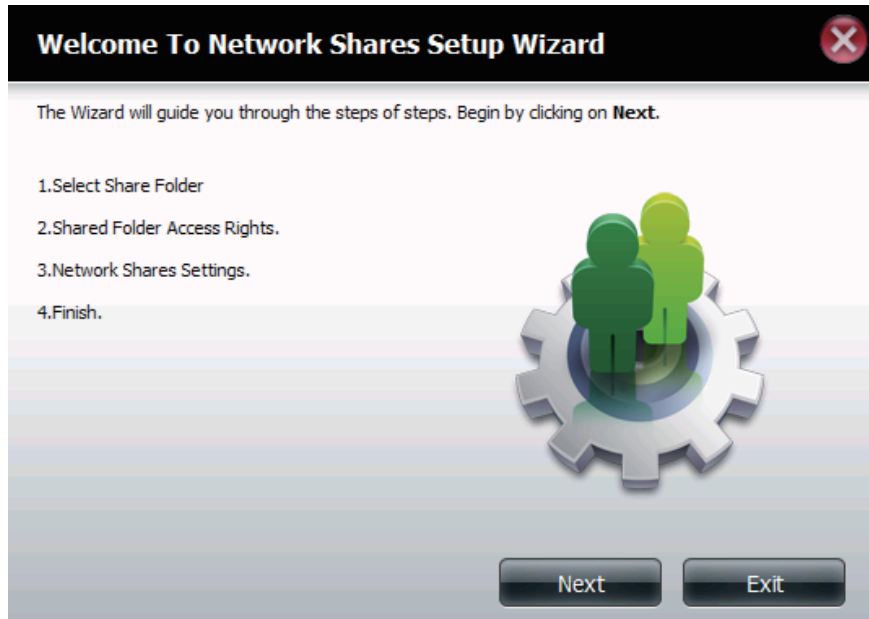 Welcome To Network Shares Setup Wizard
The Wizard will guide you through the steps of steps. Begin by clicking on Next.
1.Select Share Folder
2.Shared Folder Access Rights.
3.Network Shares Settings.
4.Finish.
Next
Exit